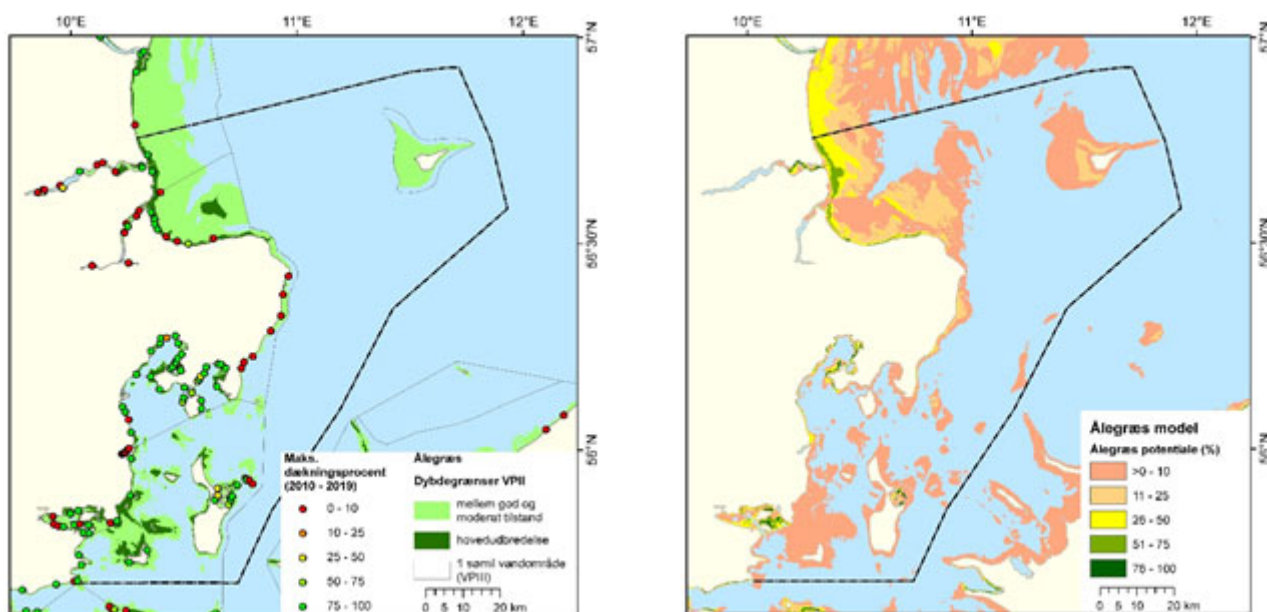 10°E 11°E 12°E
57°N
56°30'N
56°N
Maks.
dækningsprocent
(2010 - 2019)
0 - 10
10 - 25
25 - 50
50 - 75
75 - 100
Ålegræs
Dybdegrænser VPII
mellem god og
moderat tilstand
hovedudbredelse
1 sømil vandområde
(VPIII)
0 5 10 20 km
10°E 11°E 12°E
57°N
56°30'N
56°N
Ålegræs model
Ålegræs potentiale (%)
>0 - 10
11 - 25
26 - 50
51 - 75
76 - 100
0 5 10 20 km